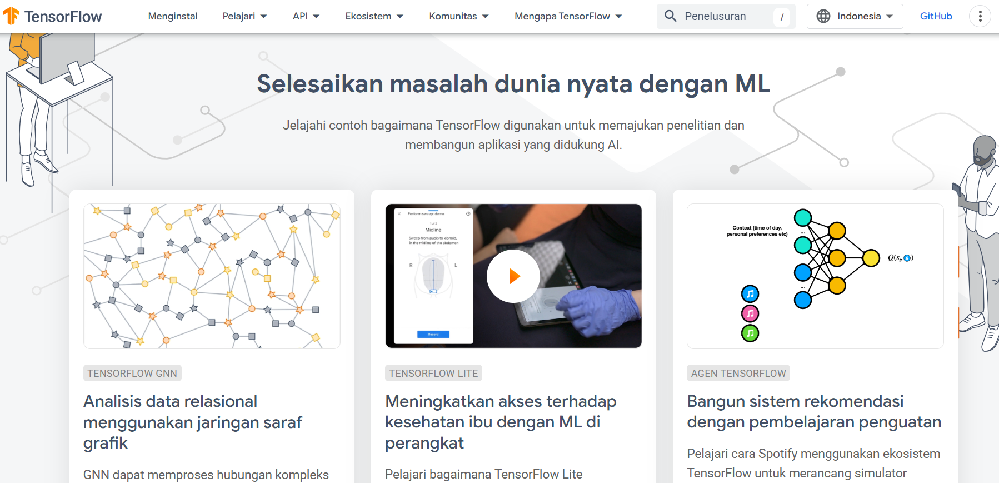 TensorFlow
Menginstal
Pelajari
API
Ekosistem
Komunitas
Mengapa TensorFlow
Penelusuran
/
Indonesia
GitHub
Selesaikan masalah dunia nyata dengan ML
Jelajahi contoh bagaimana TensorFlow digunakan untuk memajukan penelitian dan
membangun aplikasi yang didukung AI.
TENSORFLOW GNN
Analisis data relasional
menggunakan jaringan saraf
grafik
GNN dapat memproses hubungan kompleks
Perform sweep: demo
1 of 2
Midline
Sweep from pubis to xiphoid,
in the midline of the abdomen
R
L
Record
TENSORFLOW LITE
Meningkatkan akses terhadap
kesehatan ibu dengan ML di
perangkat
Pelajari bagaimana TensorFlow Lite
Context (time of day,
personal preferences etc)
...
...
Q(st, )
AGEN TENSORFLOW
Bangun sistem rekomendasi
dengan pembelajaran penguatan
Pelajari cara Spotify menggunakan ekosistem
TensorFlow untuk merancang simulator